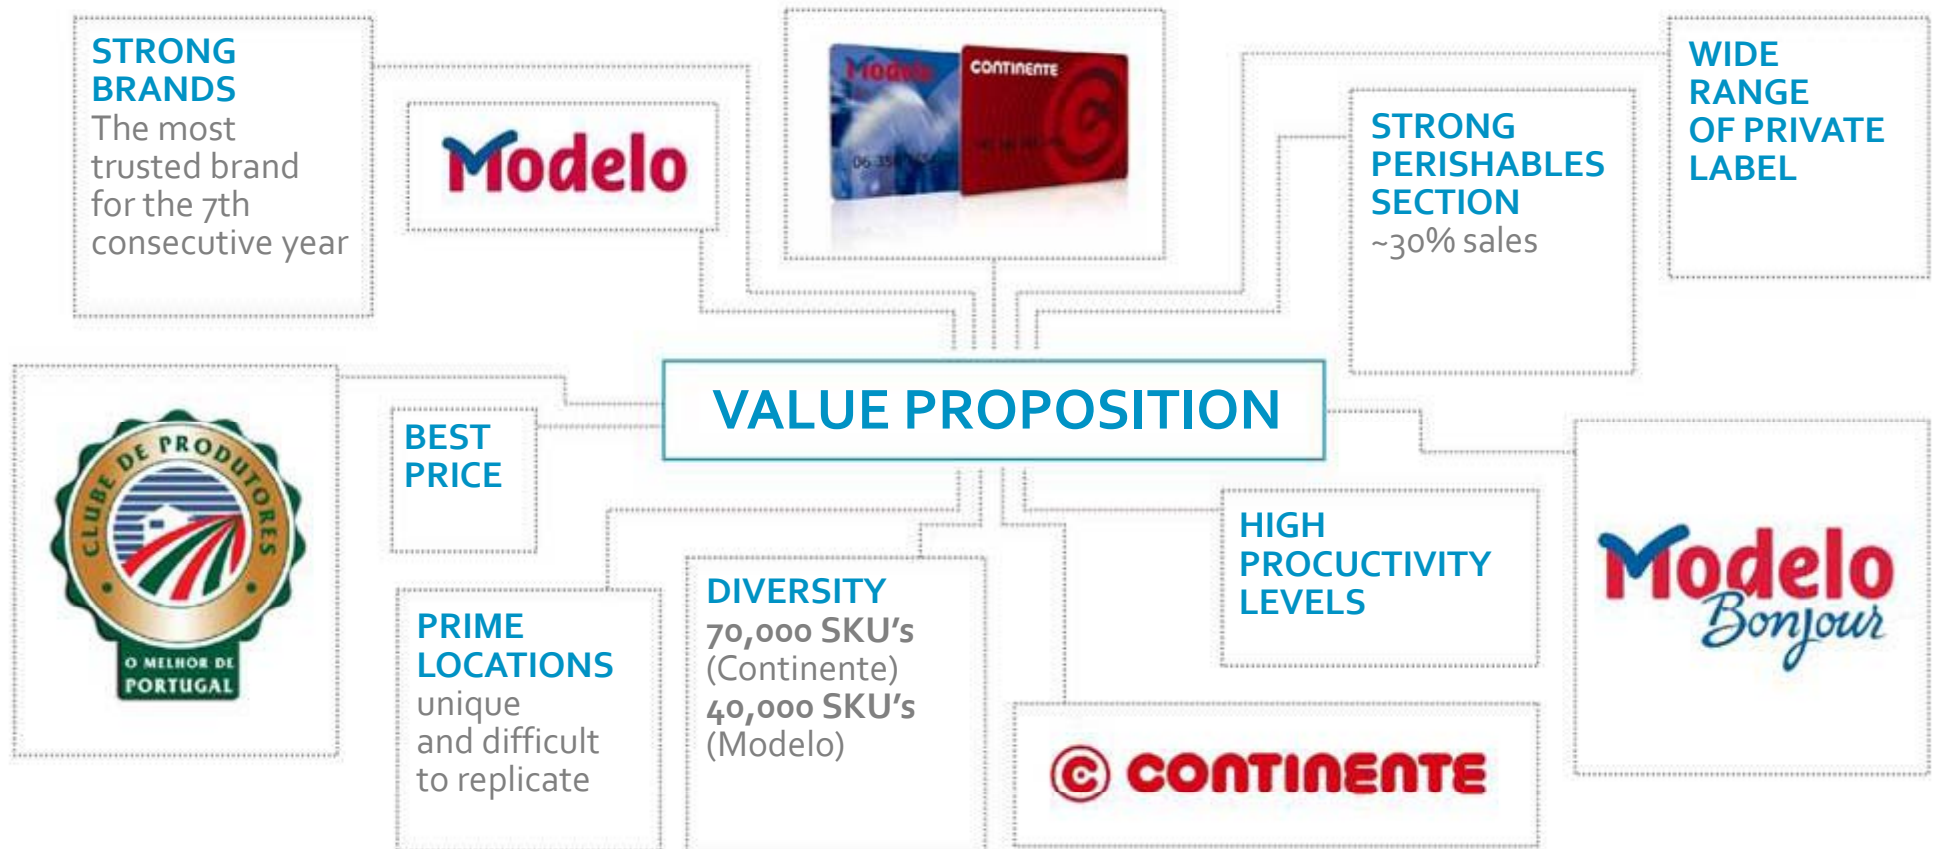 STRONG
BRANDS
The most
trusted brand
for the 7th
consecutive year
Modelo
Modelo
CONTINENTE
STRONG
PERISHABLES
SECTION
~30% sales
WIDE
RANGE
OF PRIVATE
LABEL
VALUE PROPOSITION
CLUBE DE PRODUTORES
O MELHOR DE
PORTUGAL
BEST
PRICE
PRIME
LOCATIONS
unique
and difficult
to replicate
DIVERSITY
70,000 SKU's
(Continente)
40,000 SKU's
(Modelo)
HIGH
PROCUCTIVITY
LEVELS
C CONTINENTE
Modelo
Bonjour